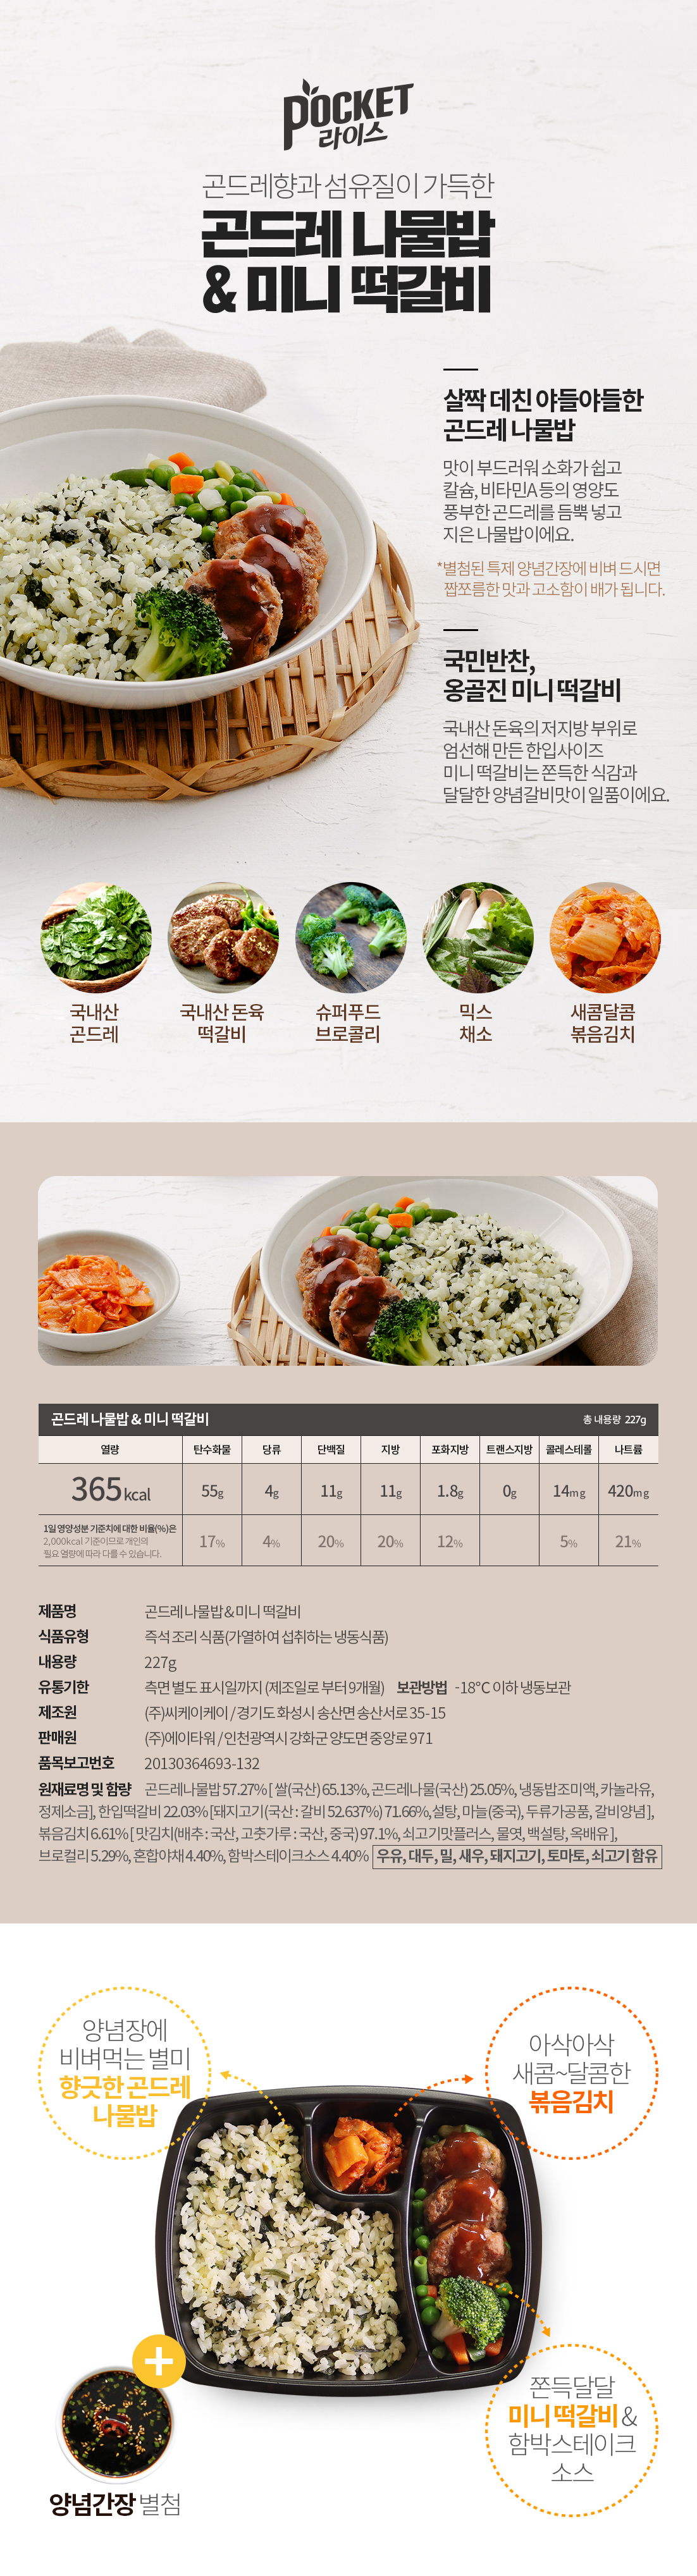 POCKET
라이스
곤드레향과 섬유질이 가득한
곤드레 나물밥
& 미니 떡갈비
살짝 데친 야들야들한
곤드레 나물밥
맛이 부드러워 소화가 쉽고
칼슘, 비타민A 등의 영양도
풍부한 곤드레를 듬뿍 넣고
지은 나물밥이에요.
*별첨된 특제 양념간장에 비벼 드시면
짭쪼름한 맛과 고소함이 배가 됩니다.
국민반찬,
옹골진 미니 떡갈비
국내산 돈육의 저지방 부위로
엄선해 만든 한입사이즈
미니 떡갈비는 쫀득한 식감과
달달한 양념갈비맛이 일품이에요.
국내산
곤드레
국내산 돈육
떡갈비
슈퍼푸드
브로콜리
믹스
채소
새콤달콤
볶음김치
곤드레 나물밥 & 미니 떡갈비 총 내용량 227g
열량 탄수화물 당류 단백질 지방 포화지방 트랜스지방 콜레스테롤 나트륨
365kcal 55g 4g 11g 11g 1.8g 0g 14mg 420mg
1일 영양성분 기준치에 대한 비율(%)은
2,000kcal 기준이므로 개인의
필요 열량에 따라 다를 수 있습니다.
17% 4% 20% 20% 12% 5% 21%
제품명 곤드레 나물밥 & 미니 떡갈비
식품유형 즉석 조리 식품(가열하여 섭취하는 냉동식품)
내용량 227g
유통기한 측면 별도 표시일까지 (제조일로 부터 9개월) 보관방법 -18℃ 이하 냉동보관
제조원 (주)씨케이케이 / 경기도 화성시 송산면 송산서로 35-15
판매원 (주)에이타워 / 인천광역시 강화군 양도면 중앙로 971
품목보고번호 20130364693-132
원재료명 및 함량 곤드레나물밥 57.27% [ 쌀(국산) 65.13%, 곤드레나물(국산) 25.05%, 냉동밥조미액, 카놀라유,
정제소금], 한입떡갈비 22.03% [돼지고기(국산 : 갈비 52.637%) 71.66%, 설탕, 마늘(중국), 두류가공품, 갈비양념],
볶음김치 6.61% [ 맛김치(배추 : 국산, 고춧가루 : 국산, 중국) 97.1%, 쇠고기맛플러스, 물엿, 백설탕, 옥배유 ],
브로컬리 5.29%, 혼합야채 4.40%, 함박스테이크소스 4.40% 우유, 대두, 밀, 새우, 돼지고기, 토마토, 쇠고기 함유
양념장에
비벼먹는 별미
향긋한 곤드레
나물밥
아삭아삭
새콤~달콤한
볶음김치
쫀득달달
미니 떡갈비 &
함박스테이크
소스
양념간장 별첨